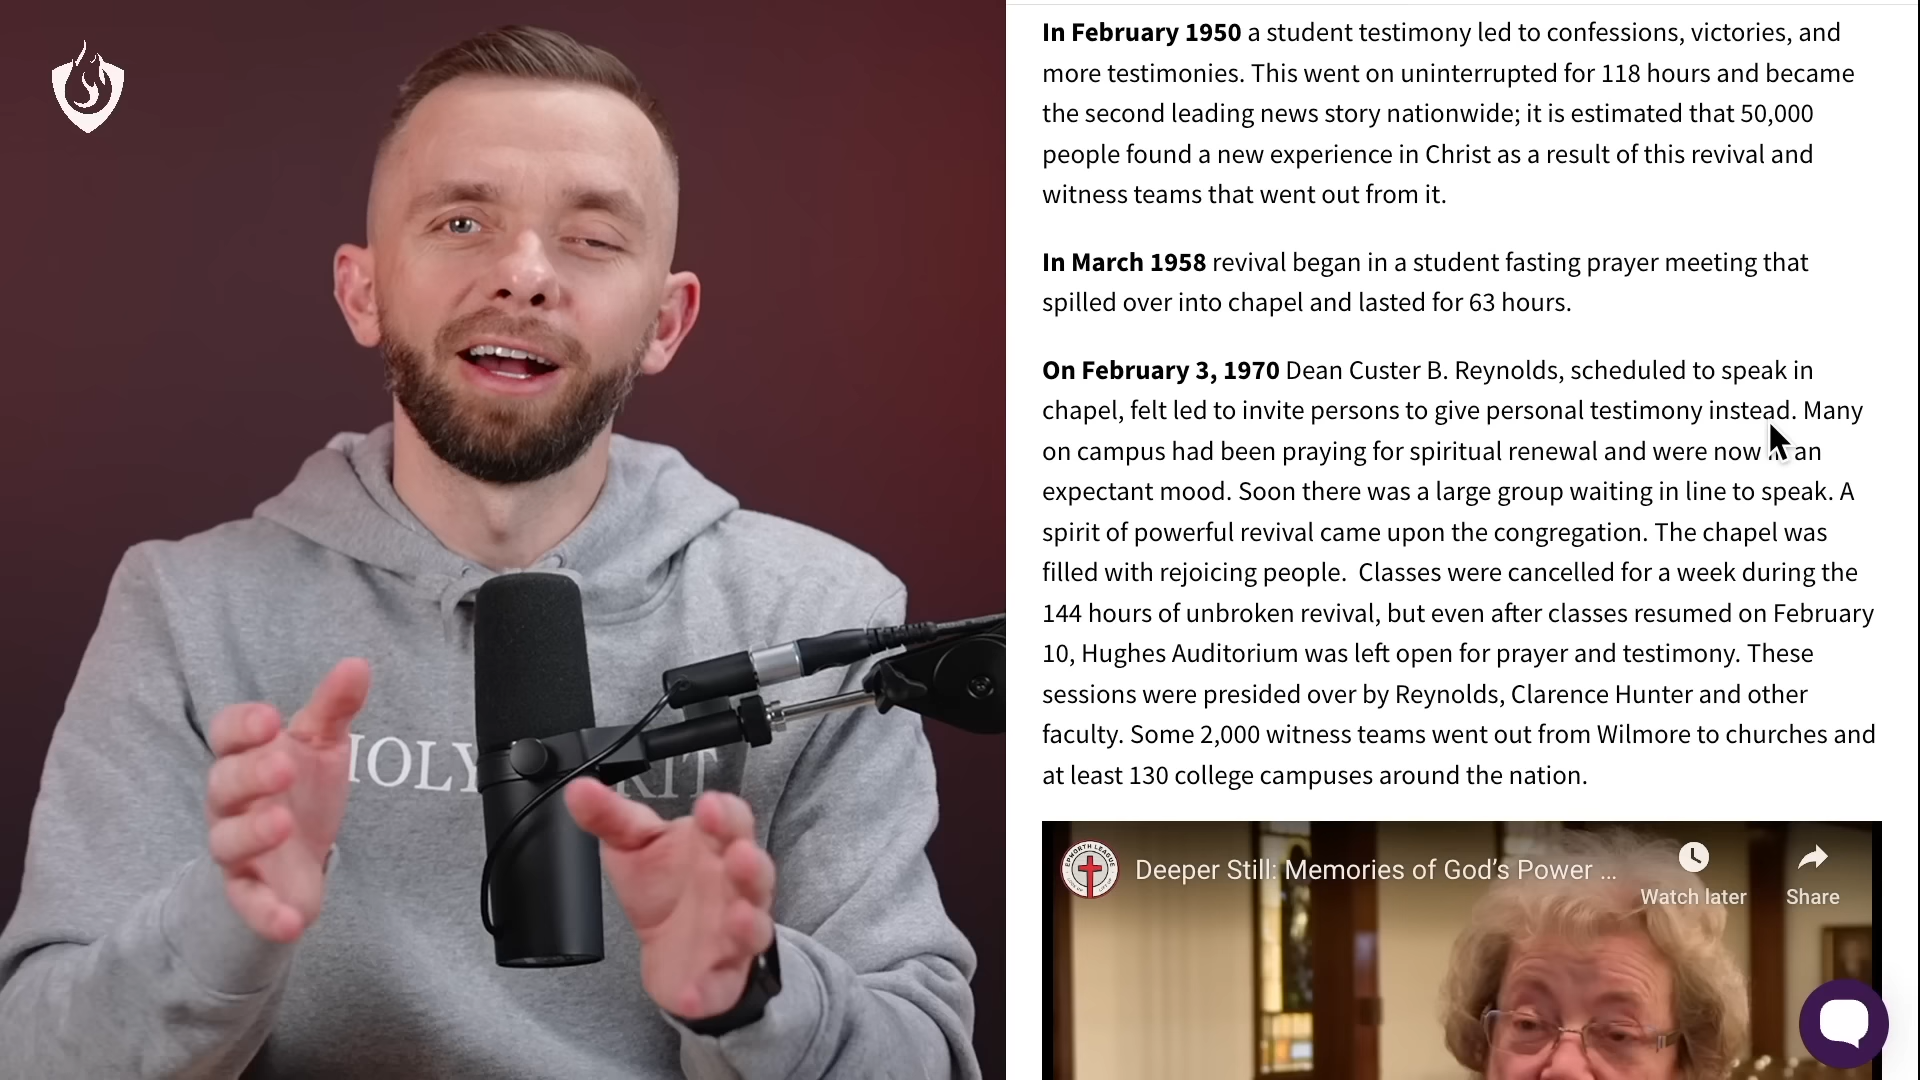 In February 1950 a student testimony led to confessions, victories, and
more testimonies. This went on uninterrupted for 118 hours and became
the second leading news story nationwide; it is estimated that 50,000
people found a new experience in Christ as a result of this revival and
witness teams that went out from it.
In March 1958 revival began in a student fasting prayer meeting that
spilled over into chapel and lasted for 63 hours.
On February 3, 1970 Dean Custer B. Reynolds, scheduled to speak in
chapel, felt led to invite persons to give personal testimony instead. Many
on campus had been praying for spiritual renewal and were now in an
expectant mood. Soon there was a large group waiting in line to speak. A
spirit of powerful revival came upon the congregation. The chapel was
filled with rejoicing people.  Classes were cancelled for a week during the
144 hours of unbroken revival, but even after classes resumed on February
10, Hughes Auditorium was left open for prayer and testimony. These
sessions were presided over by Reynolds, Clarence Hunter and other
faculty. Some 2,000 witness teams went out from Wilmore to churches and
at least 130 college campuses around the nation.
EPWORTH LEAGUE
Deeper Still: Memories of God's Power ...
Watch later
Share
HOLY